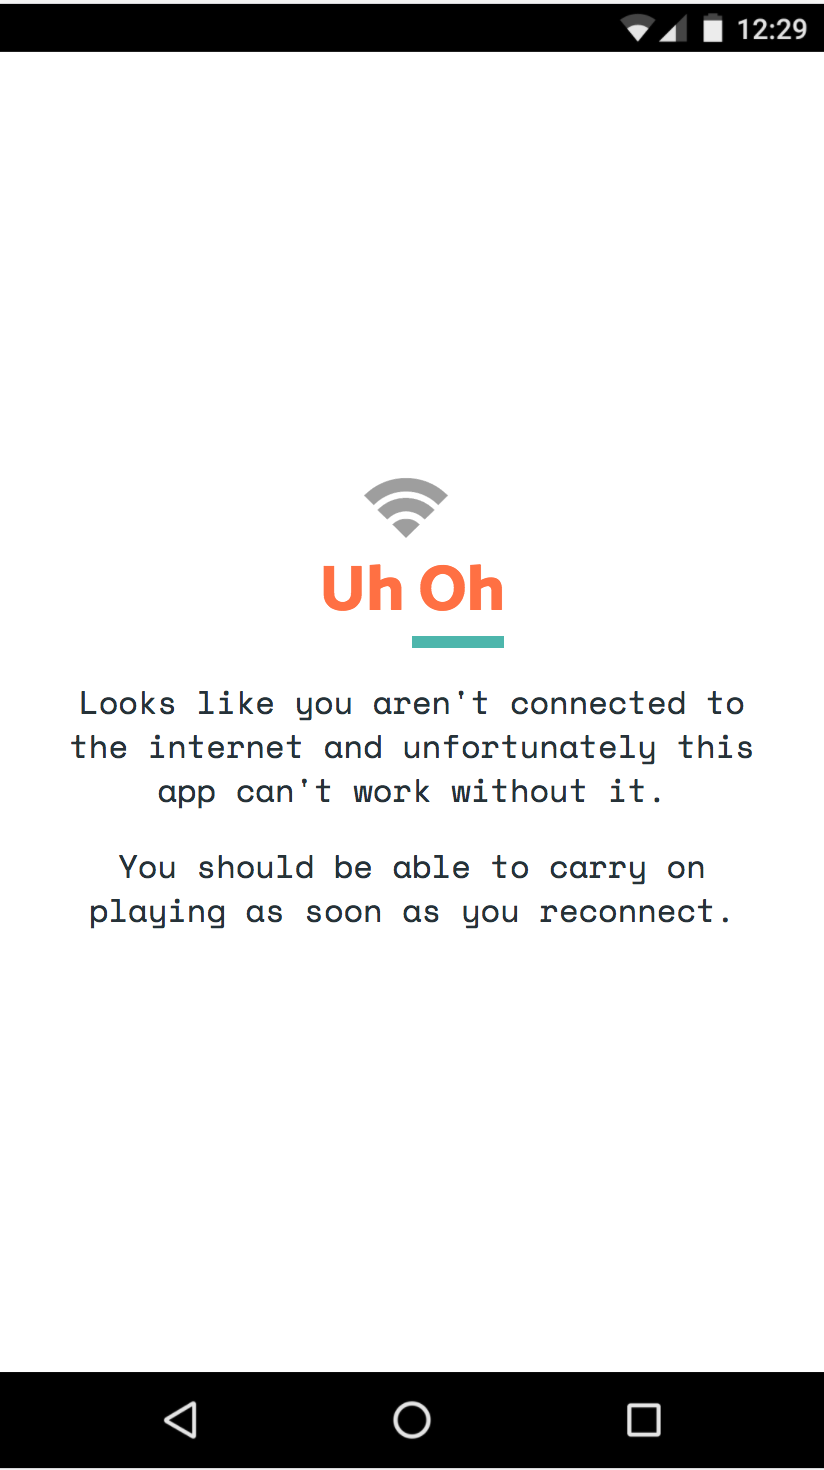 12:29
Uh Oh
Looks like you aren't connected to
the internet and unfortunately this
app can't work without it.
You should be able to carry on
playing as soon as you reconnect.